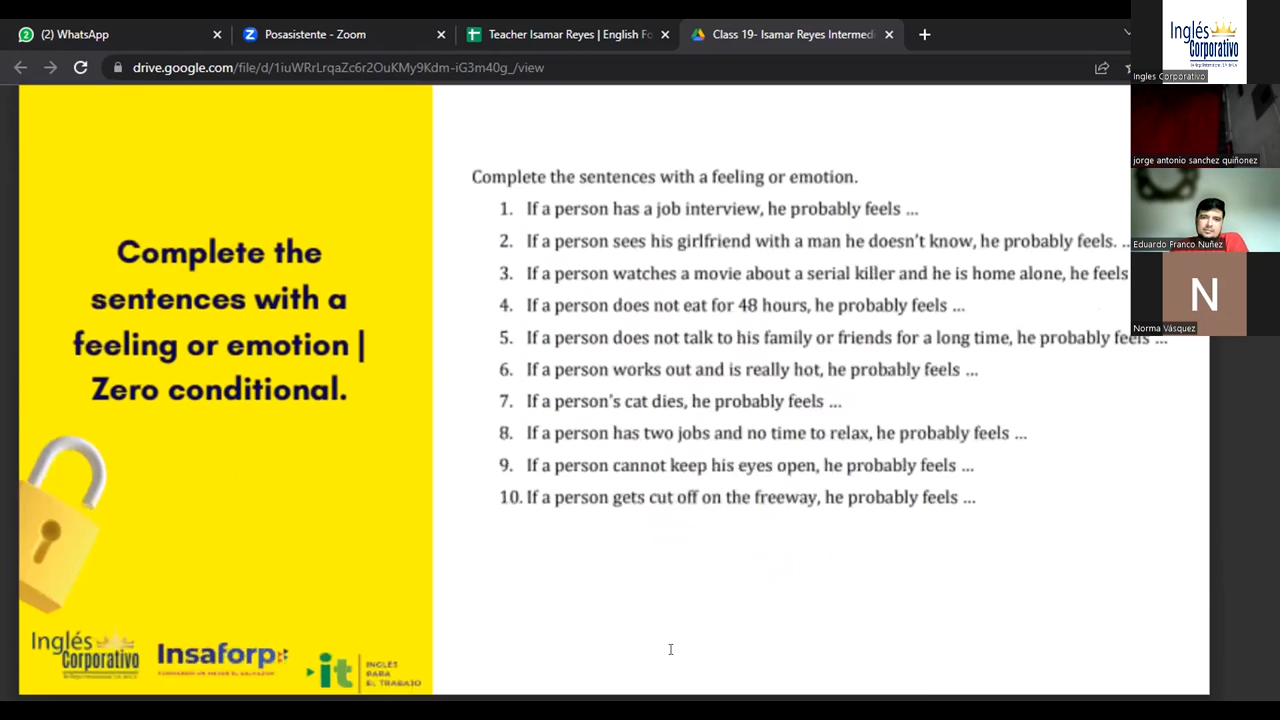 (2) WhatsApp
Posasistente - Zoom
Teacher Isamar Reyes | English Fo
Class 19- Isamar Reyes Intermedi
drive.google.com/file/d/1iuWRrLrqaZc6r2OuKMy9Kdm-iG3m40g_/view
Complete the
sentences with a
feeling or emotion |
Zero conditional.
Inglés
Corporativo
Insaforp
it
INGLÉS
PARA
EL TRABAJO
Complete the sentences with a feeling or emotion.
1. If a person has a job interview, he probably feels ...
2. If a person sees his girlfriend with a man he doesn't know, he probably feels. ...
3. If a person watches a movie about a serial killer and he is home alone, he feels
4. If a person does not eat for 48 hours, he probably feels ...
5. If a person does not talk to his family or friends for a long time, he probably feels ...
6. If a person works out and is really hot, he probably feels ...
7. If a person's cat dies, he probably feels ...
8. If a person has two jobs and no time to relax, he probably feels ...
9. If a person cannot keep his eyes open, he probably feels ...
10. If a person gets cut off on the freeway, he probably feels ...
Inglés
Corporativo
Ingles Corporativo
jorge antonio sanchez quiñonez
Eduardo Franco Nuñez
N
Norma Vásquez